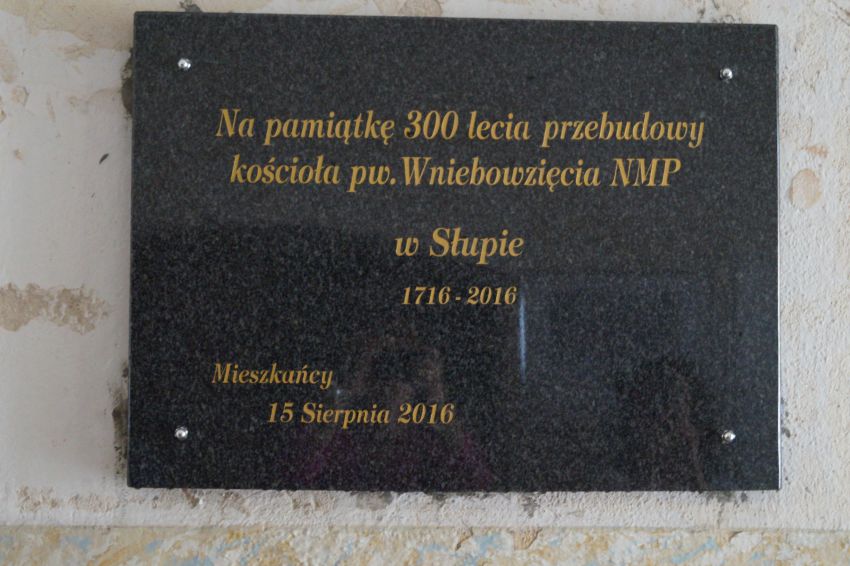 Na pamiątkę 300 lecia przebudowy
kościoła pw. Wniebowzięcia NMP
w Słupie
1716 - 2016
Mieszkańcy
15 Sierpnia 2016